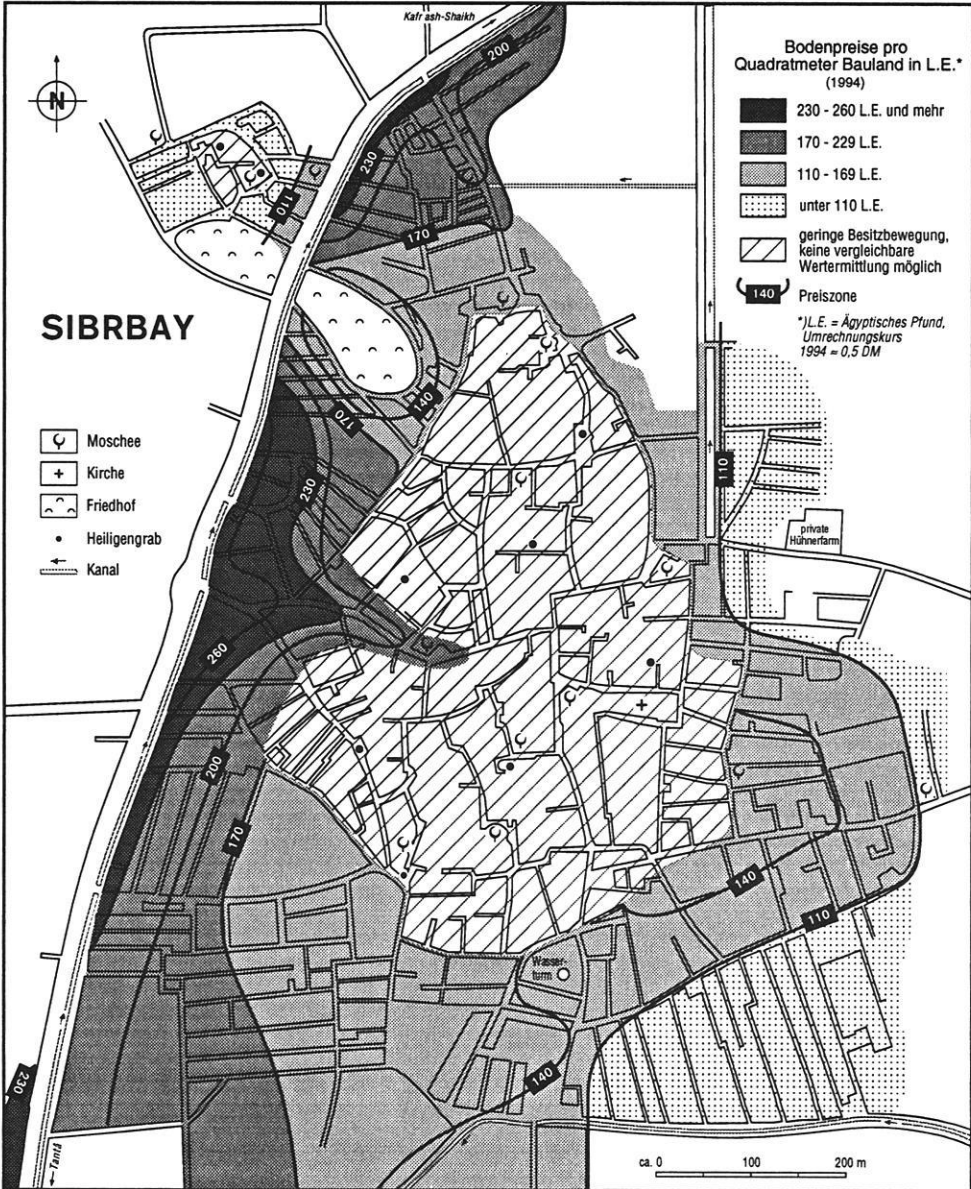 Kafr ash-Shaikh
N
Bodenpreise pro
Quadratmeter Bauland in L.E.*
(1994)
230 - 260 L.E. und mehr
170 - 229 L.E.
110 - 169 L.E.
unter 110 L.E.
geringe Besitzbewegung,
keine vergleichbare
Wertermittlung möglich
140 Preiszone
*)L.E. = Ägyptisches Pfund,
Umrechnungskurs
1994 ≈ 0,5 DM
200
230
110
170
SIBRBAY
140
170
Moschee
Kirche
Friedhof
Heiligengrab
Kanal
230
110
private
Hühnerfarm
260
200
170
140
110
Wasser-
turm
140
230
Tantā
ca. 0 100 200 m